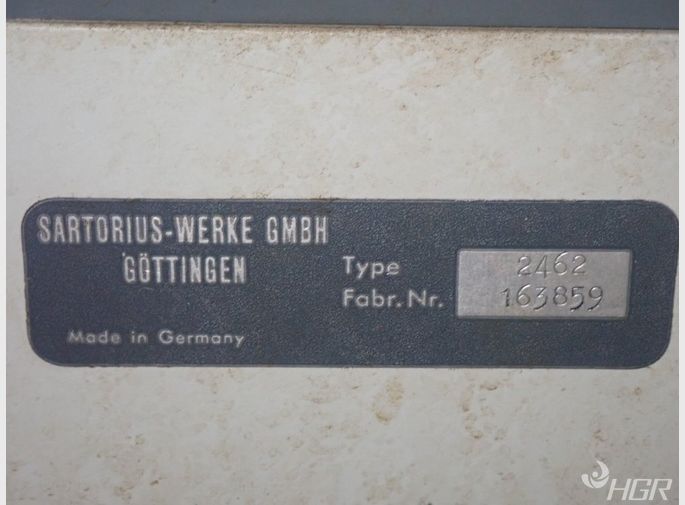 SARTORIUS-WERKE GMBH
GÖTTINGEN
Type 2462
Fabr.Nr. 163859
Made in Germany
HGR